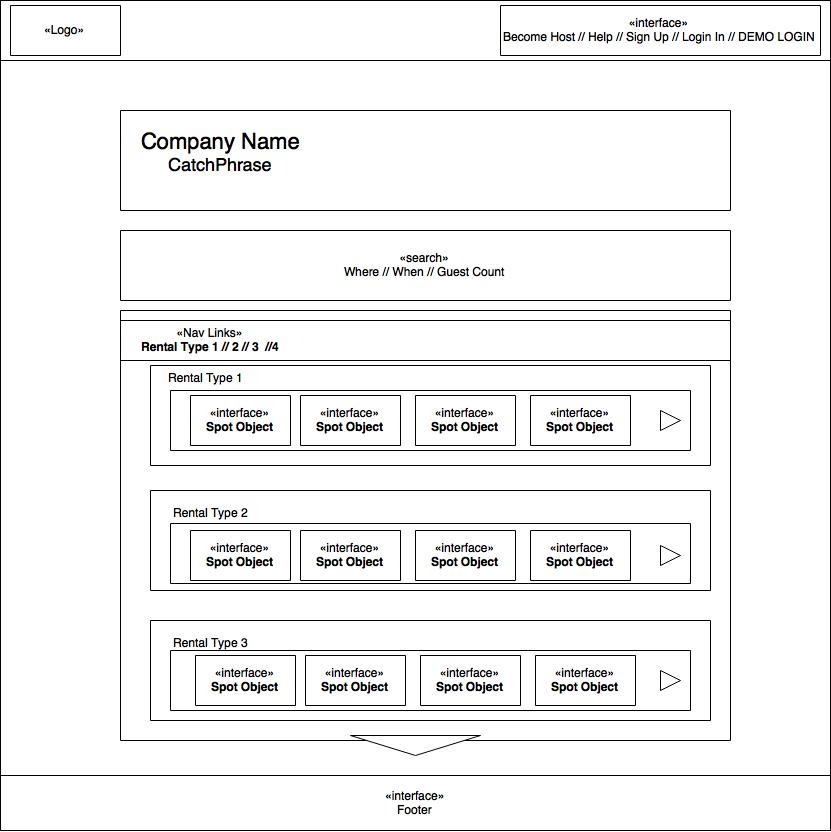 «Logo»
«interface»
Become Host // Help // Sign Up // Login In // DEMO LOGIN
Company Name
CatchPhrase
«search»
Where // When // Guest Count
«Nav Links»
Rental Type 1 // 2 // 3  //4
Rental Type 1
«interface» «interface» «interface» «interface»
Spot Object Spot Object Spot Object Spot Object
Rental Type 2
«interface» «interface» «interface» «interface»
Spot Object Spot Object Spot Object Spot Object
Rental Type 3
«interface» «interface» «interface» «interface»
Spot Object Spot Object Spot Object Spot Object
«interface»
Footer